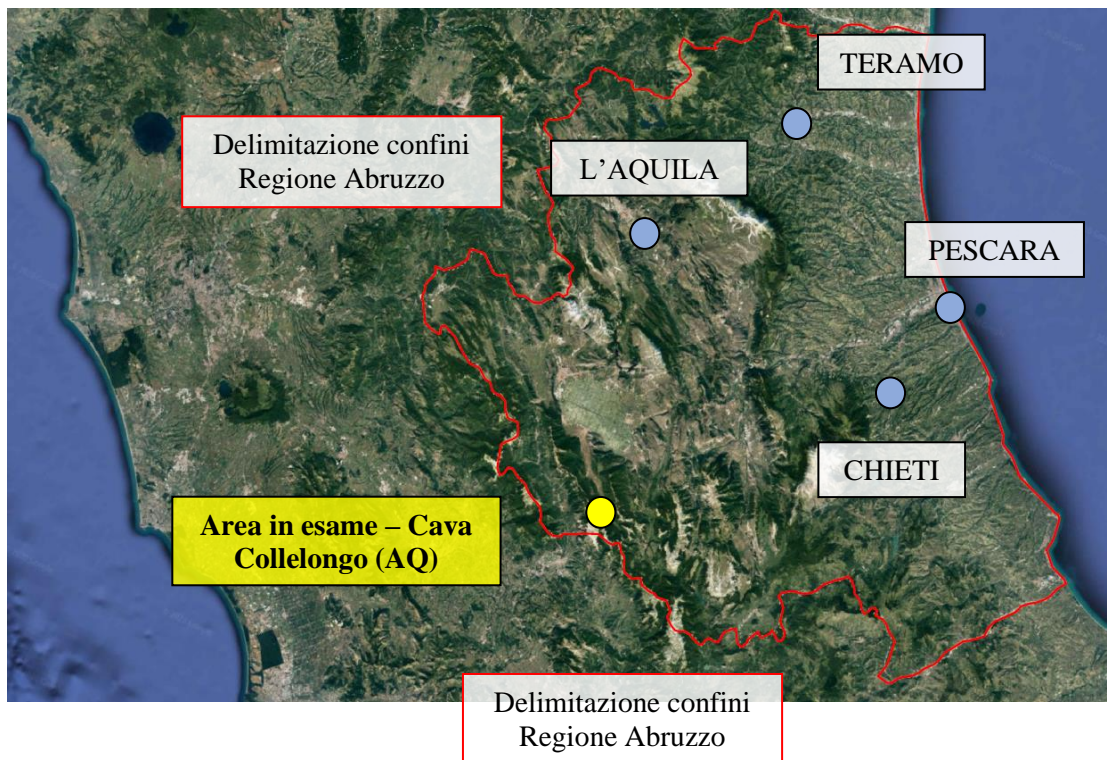 TERAMO
Delimitazione confini
Regione Abruzzo
L’AQUILA
PESCARA
CHIETI
Area in esame – Cava
Collelongo (AQ)
Delimitazione confini
Regione Abruzzo